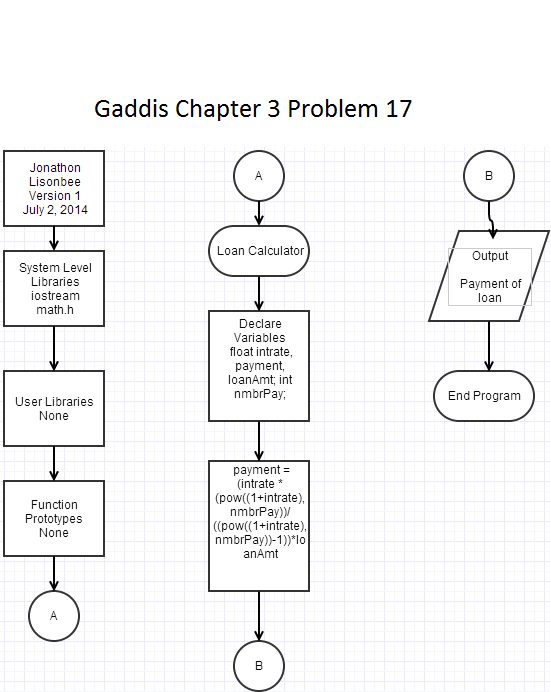 Gaddis Chapter 3 Problem 17
Jonathon
Lisonbee
Version 1
July 2, 2014
System Level
Libraries
iostream
math.h
User Libraries
None
Function
Prototypes
None
A
A
Loan Calculator
Declare
Variables
float intrate,
payment,
loanAmt; int
nmbrPay;
payment =
(intrate *
(pow((1+intrate),
nmbrPay))/
((pow((1+intrate),
nmbrPay))-1))*lo
anAmt
B
B
Output
Payment of
loan
End Program